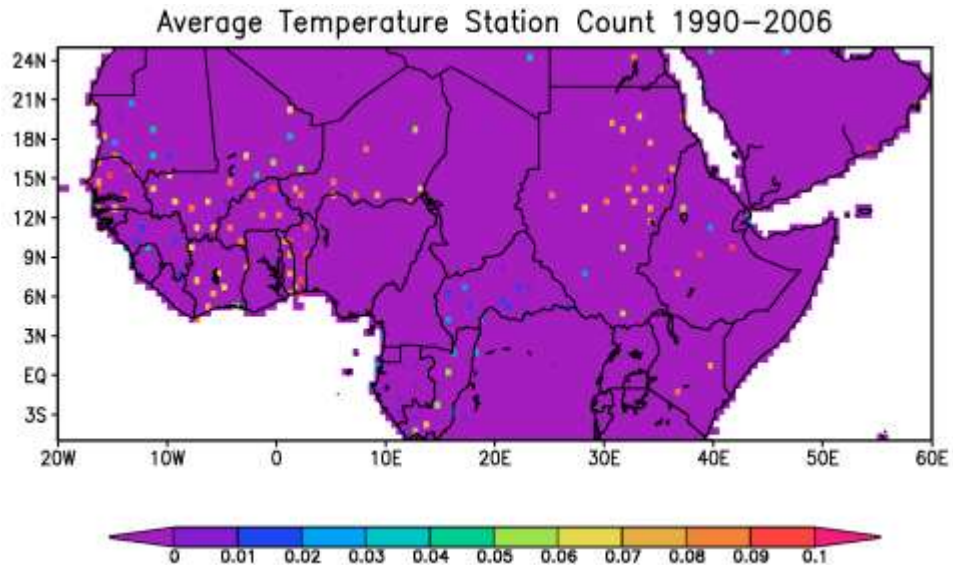 Average Temperature Station Count 1990–2006
24N
21N
18N
15N
12N
9N
6N
3N
EQ
3S
20W 10W 0 10E 20E 30E 40E 50E 60E
0 0.01 0.02 0.03 0.04 0.05 0.06 0.07 0.08 0.09 0.1